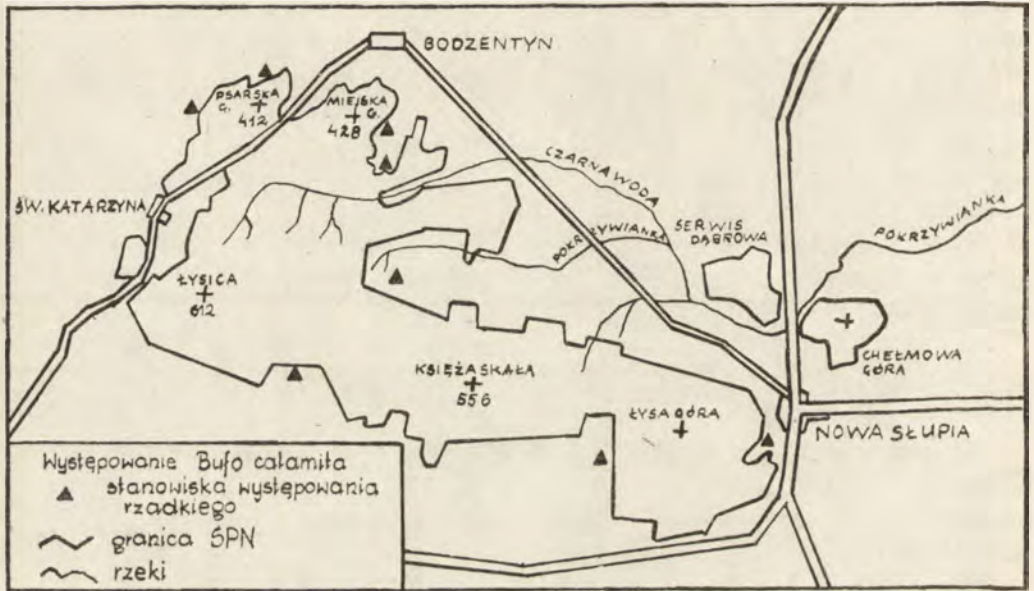 BODZENTYN
PSARSKA
G.
412
MIEJSKA
G.
428
CZARNA WODA
ŚW. KATARZYNA
POKRZYWIANKA
SERWIS
DĄBROWA
POKRZYWIANKA
ŁYSICA
612
KSIĘŻA SKAŁA
556
CHEŁMOWA
GÓRA
ŁYSA GÓRA
NOWA SŁUPIA
Występowanie Bufo calamita
stanowiska występowania
rzadkiego
granica ŚPN
rzeki